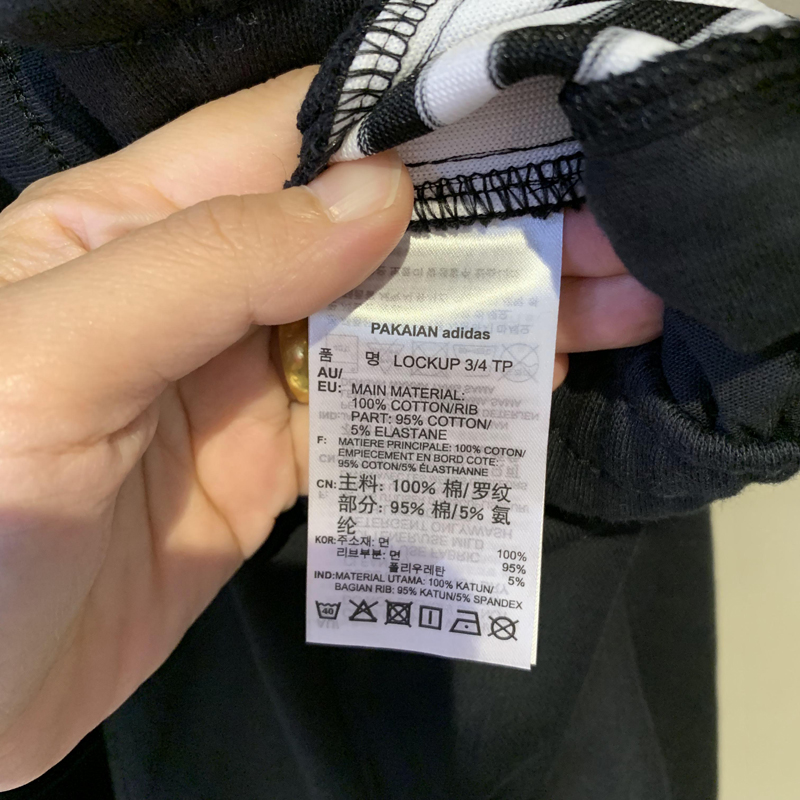 PAKAIAN adidas
품 명 LOCKUP 3/4 TP
AU/
EU: MAIN MATERIAL:
100% COTTON/RIB
PART: 95% COTTON/
5% ELASTANE
F: MATIERE PRINCIPALE: 100% COTON/
EMPIECEMENT EN BORD COTE:
95% COTON/5% ÉLASTHANNE
CN: 主料: 100% 棉/罗纹
部分: 95% 棉/5% 氨
纶
KOR: 주소재: 면 100%
리브부분: 면 95%
폴리우레탄 5%
IND: MATERIAL UTAMA: 100% KATUN/
BAGIAN RIB: 95% KATUN/5% SPANDEX
40